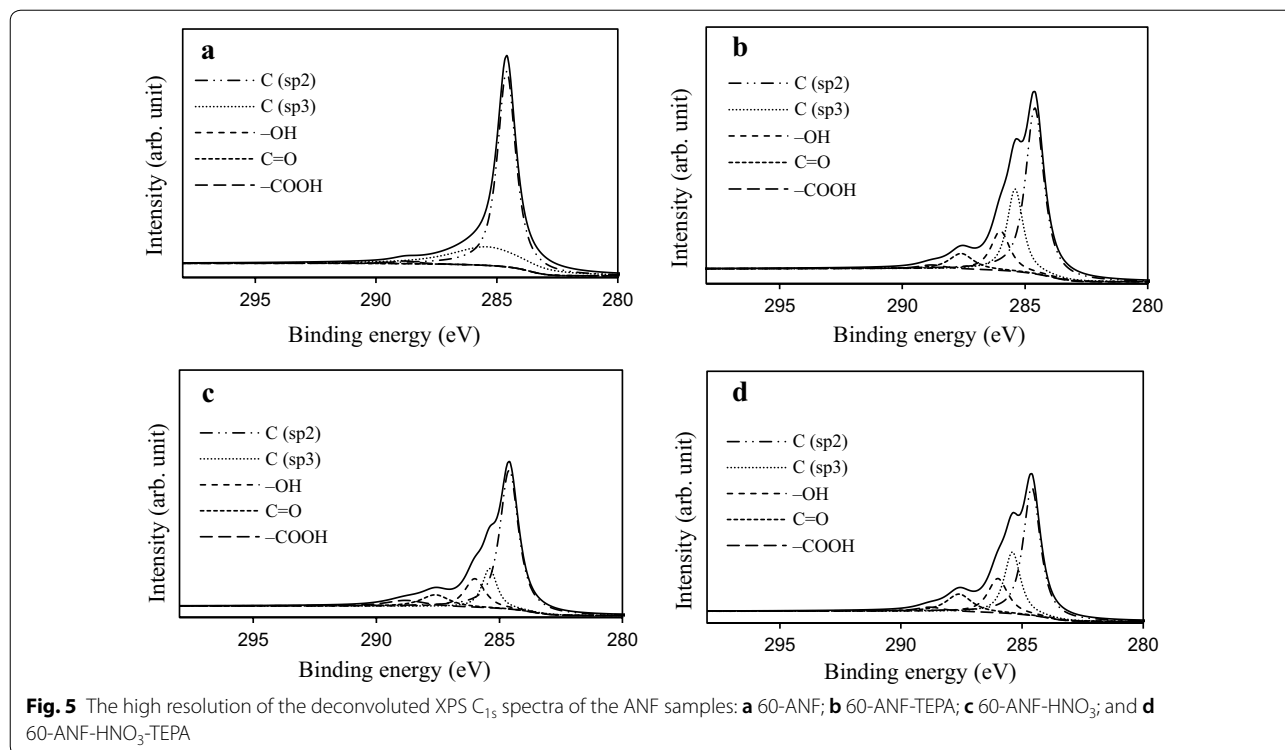 a
C (sp2)
C (sp3)
–OH
C=O
–COOH
Intensity (arb. unit)
295 290 285 280
Binding energy (eV)
b
C (sp2)
C (sp3)
–OH
C=O
–COOH
Intensity (arb. unit)
295 290 285 280
Binding energy (eV)
c
C (sp2)
C (sp3)
–OH
C=O
–COOH
Intensity (arb. unit)
295 290 285 280
Binding energy (eV)
d
C (sp2)
C (sp3)
–OH
C=O
–COOH
Intensity (arb. unit)
295 290 285 280
Binding energy (eV)
Fig. 5 The high resolution of the deconvoluted XPS C1s spectra of the ANF samples: a 60-ANF; b 60-ANF-TEPA; c 60-ANF-HNO3; and d
60-ANF-HNO3-TEPA